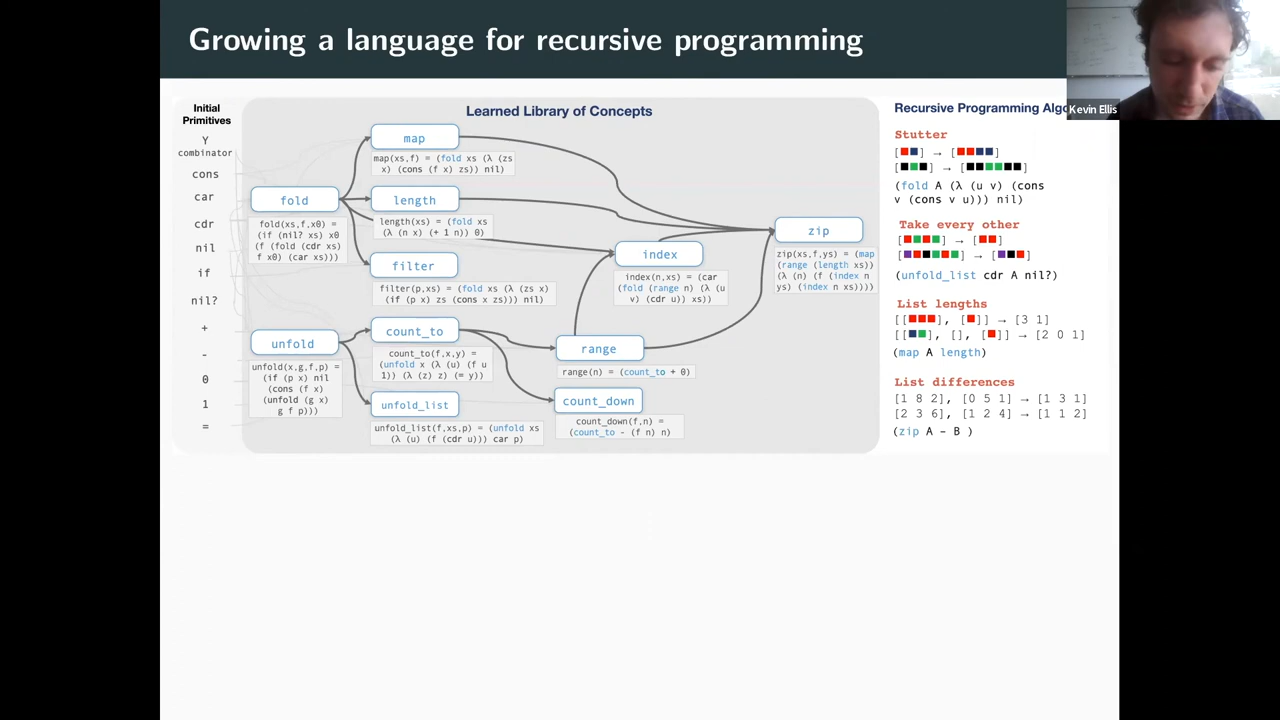 Growing a language for recursive programming
Kevin Ellis
Initial
Primitives
Y
combinator
cons
car
cdr
nil
if
nil?
+
-
0
1
=
Learned Library of Concepts
fold
fold(xs,f,x0) =
(if (nil? xs) x0
(f (fold (cdr xs)
f x0) (car xs)))
unfold
unfold(x,g,f,p) =
(if (p x) nil
(cons (f x)
(unfold (g x)
g f p)))
map
map(xs,f) = (fold xs (λ (zs
x) (cons (f x) zs)) nil)
length
length(xs) = (fold xs
(λ (n x) (+ 1 n)) 0)
filter
filter(p,xs) = (fold xs (λ (zs x)
(if (p x) zs (cons x zs))) nil)
count_to
count_to(f,x,y) =
(unfold x (λ (u) (f u
1)) (λ (z) z) (= y))
unfold_list
unfold_list(f,xs,p) = (unfold xs
(λ (u) (f (cdr u))) car p)
index
index(n,xs) = (car
(fold (range n) (λ (u
v) (cdr u)) xs))
range
range(n) = (count_to + 0)
count_down
count_down(f,n) =
(count_to - (f n) n)
zip
zip(xs,f,ys) = (map
(range (length xs))
(λ (n) (f (index n
ys) (index n xs))))
Recursive Programming Algo
Stutter
[ ] → [ ]
[ ] → [ ]
(fold A (λ (u v) (cons
v (cons v u))) nil)
Take every other
[ ] → [ ]
[ ] → [ ]
(unfold_list cdr A nil?)
List lengths
[[ ], [ ]] → [3 1]
[[ ], [], [ ]] → [2 0 1]
(map A length)
List differences
[1 8 2], [0 5 1] → [1 3 1]
[2 3 6], [1 2 4] → [1 1 2]
(zip A – B )